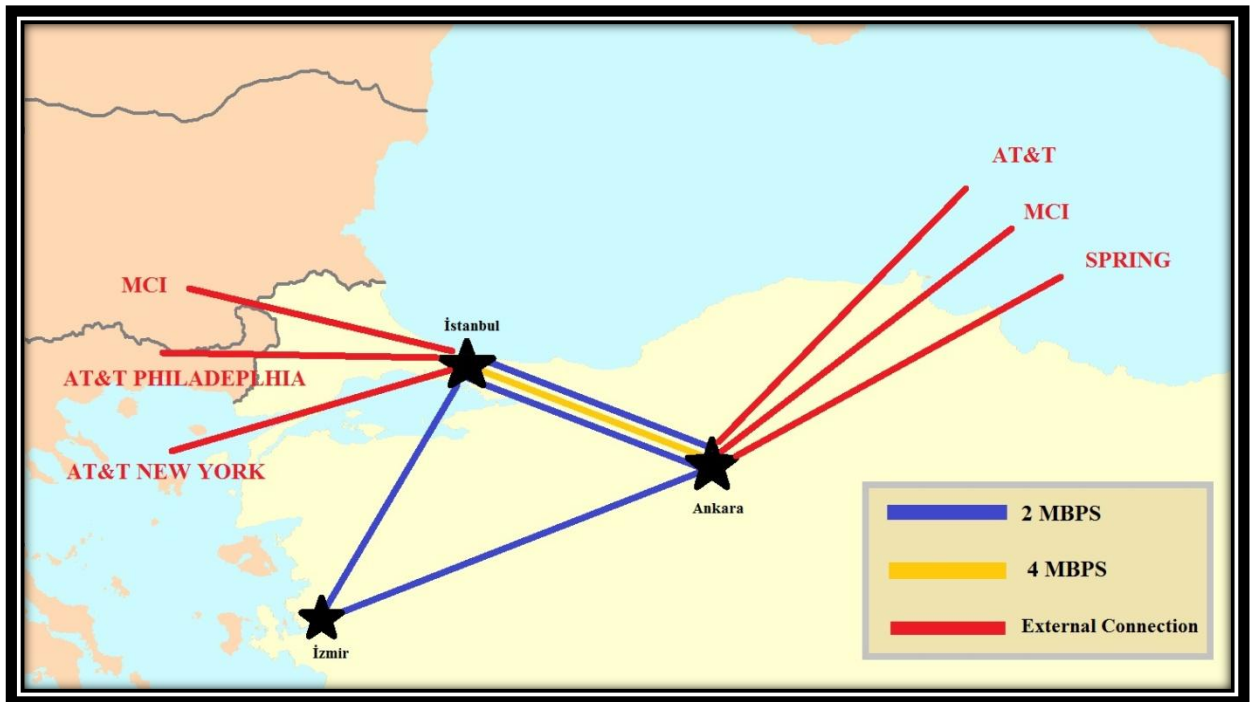 AT&T
MCI
SPRING
MCI
İstanbul
AT&T PHILADEPLHIA
AT&T NEW YORK
Ankara
İzmir
2 MBPS
4 MBPS
External Connection